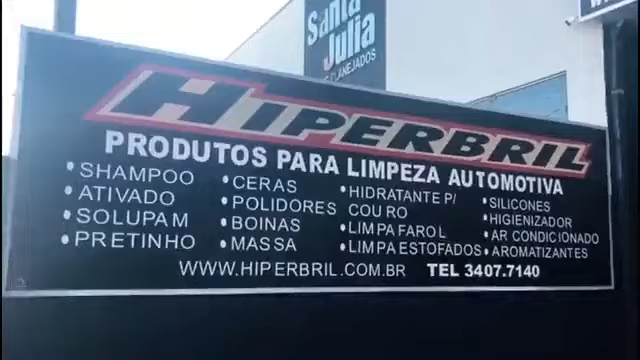 Santa
Julia
PLANEJADOS
HIPERBRIL
PRODUTOS PARA LIMPEZA AUTOMOTIVA
• SHAMPOO
• ATIVADO
• SOLUPAM
• PRETINHO
• CERAS
• POLIDORES
• BOINAS
• MASSA
• HIDRATANTE P/
COURO
• LIMPA FAROL
• LIMPA ESTOFADOS
• SILICONES
• HIGIENIZADOR
• AR CONDICIONADO
• AROMATIZANTES
WWW.HIPERBRIL.COM.BR TEL 3407.7140